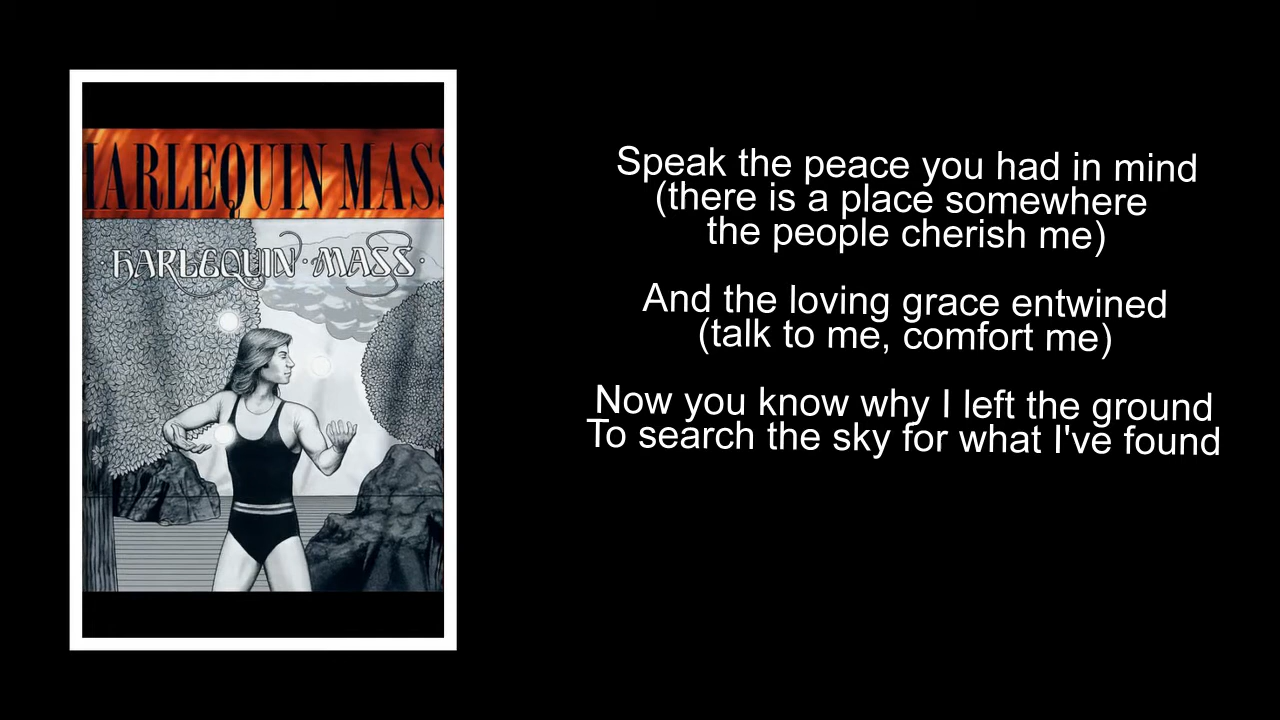 HARLEQUIN MASS
HARLEQUIN · MASS ·
Speak the peace you had in mind
(there is a place somewhere
the people cherish me)
And the loving grace entwined
(talk to me, comfort me)
Now you know why I left the ground
To search the sky for what I've found